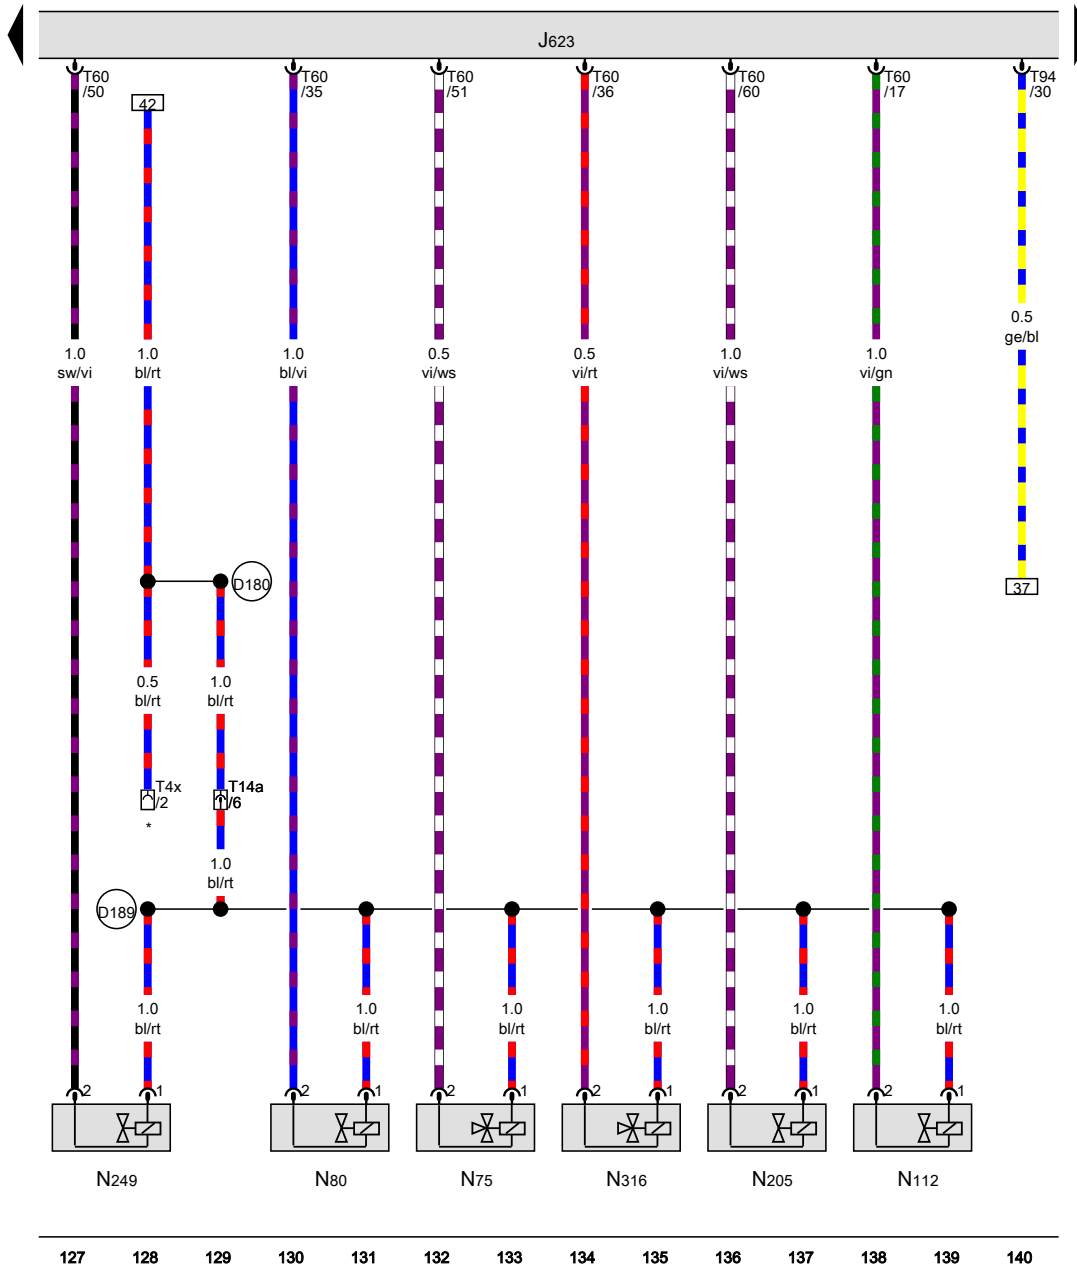 J623
T60 T60 T60 T60 T60 T60 T94
/50 /35 /51 /36 /60 /17 /30
42
0.5
ge/bl
1.0 1.0 1.0 0.5 0.5 1.0 1.0
sw/vi bl/rt bl/vi vi/ws vi/rt vi/ws vi/gn
D180
37
0.5 1.0
bl/rt bl/rt
T4x T14a
/2 /6
*
1.0
bl/rt
D189
1.0 1.0 1.0 1.0 1.0 1.0
bl/rt bl/rt bl/rt bl/rt bl/rt bl/rt
2 1 2 1 2 1 2 1 2 1 2 1
N249 N80 N75 N316 N205 N112
127 128 129 130 131 132 133 134 135 136 137 138 139 140